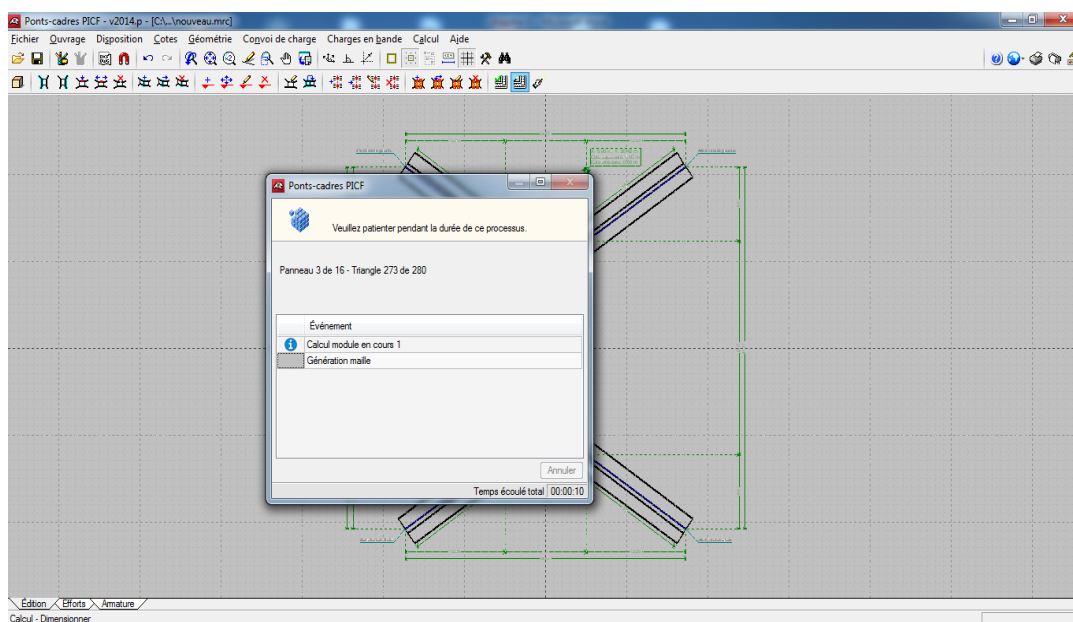 Ponts-cadres PICF - v2014.p - [C:\...\nouveau.mrc]
Fichier Ouvrage Disposition Cotes Géométrie Convoi de charge Charges en bande Calcul Ajde
Ponts-cadres PICF
Veuillez patienter pendant la durée de ce processus.
Panneau 3 de 16 - Triangle 273 de 280
Événement
Calcul module en cours 1
Génération maille
Annuler
Temps écoulé total 00:00:10
Édition Efforts Armature
Calcul - Dimensionner